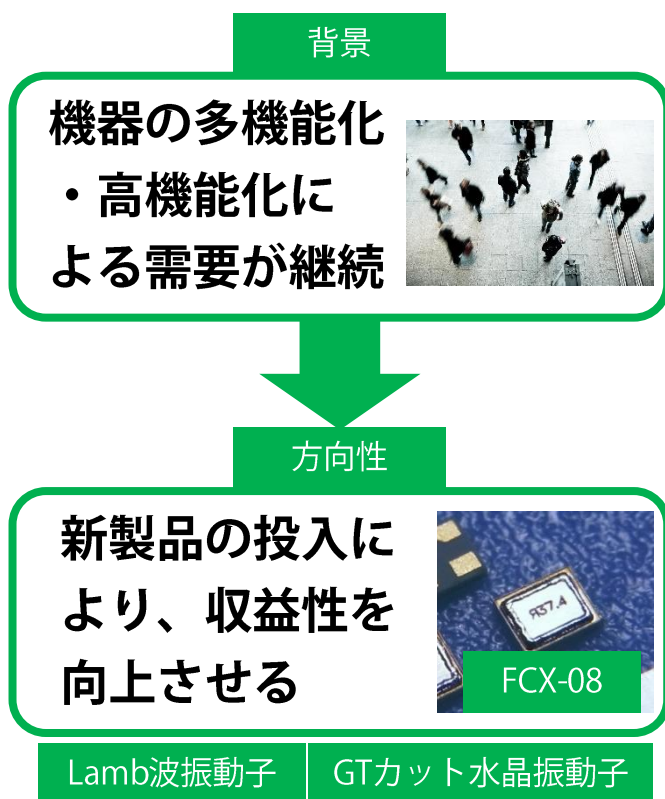 背景
機器の多機能化
・高機能化に
よる需要が継続
方向性
新製品の投入に
より、収益性を
向上させる
R37.4
FCX-08
Lamb波振動子
GTカット水晶振動子